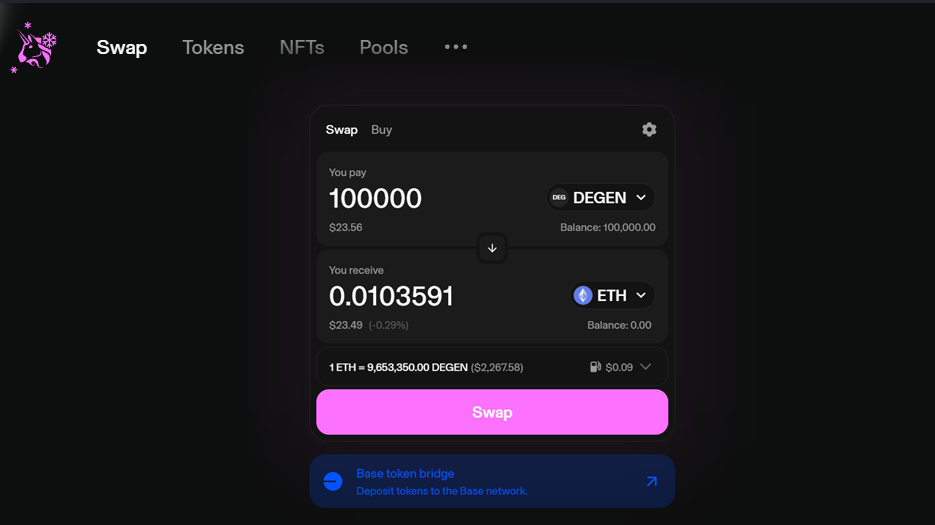 Swap Tokens NFTs Pools
Swap Buy
You pay
100000
DEG DEGEN
$23.56 Balance: 100,000.00
You receive
0.0103591
ETH
$23.49 (-0.29%) Balance: 0.00
1 ETH = 9,653,350.00 DEGEN ($2,267.58) $0.09
Swap
Base token bridge
Deposit tokens to the Base network.